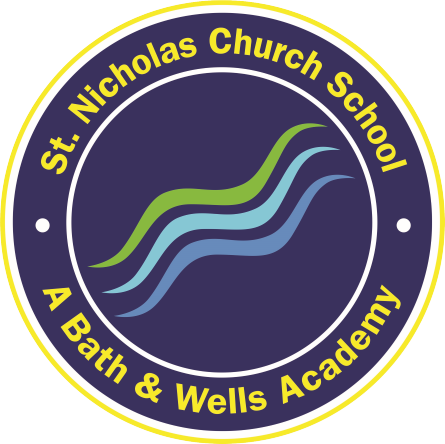 St. Nicholas Church School
A Bath & Wells Academy